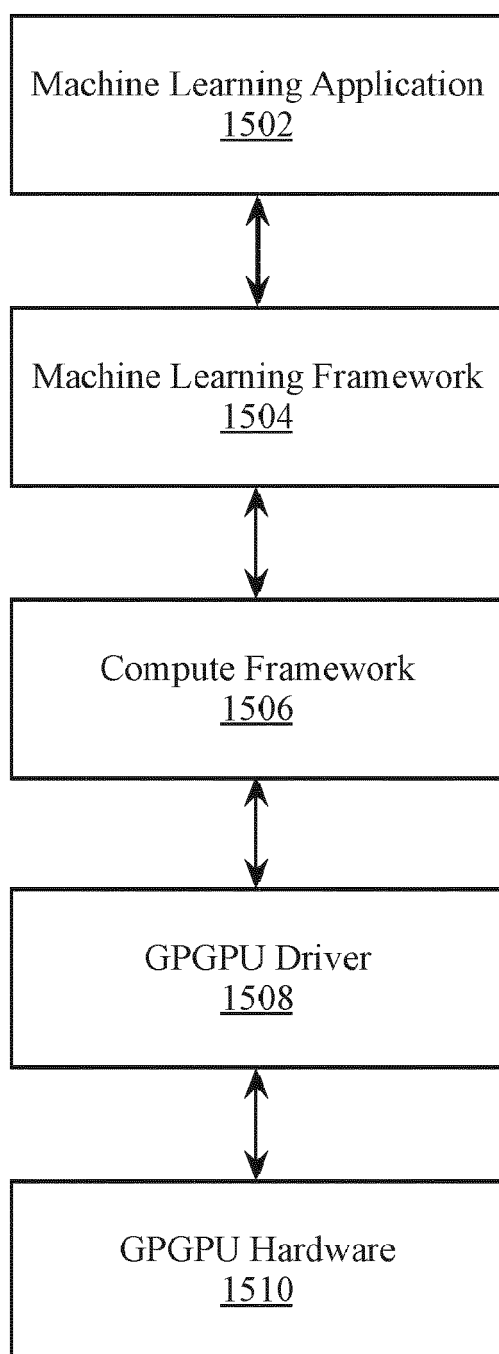 Machine Learning Application
1502
Machine Learning Framework
1504
Compute Framework
1506
GPGPU Driver
1508
GPGPU Hardware
1510